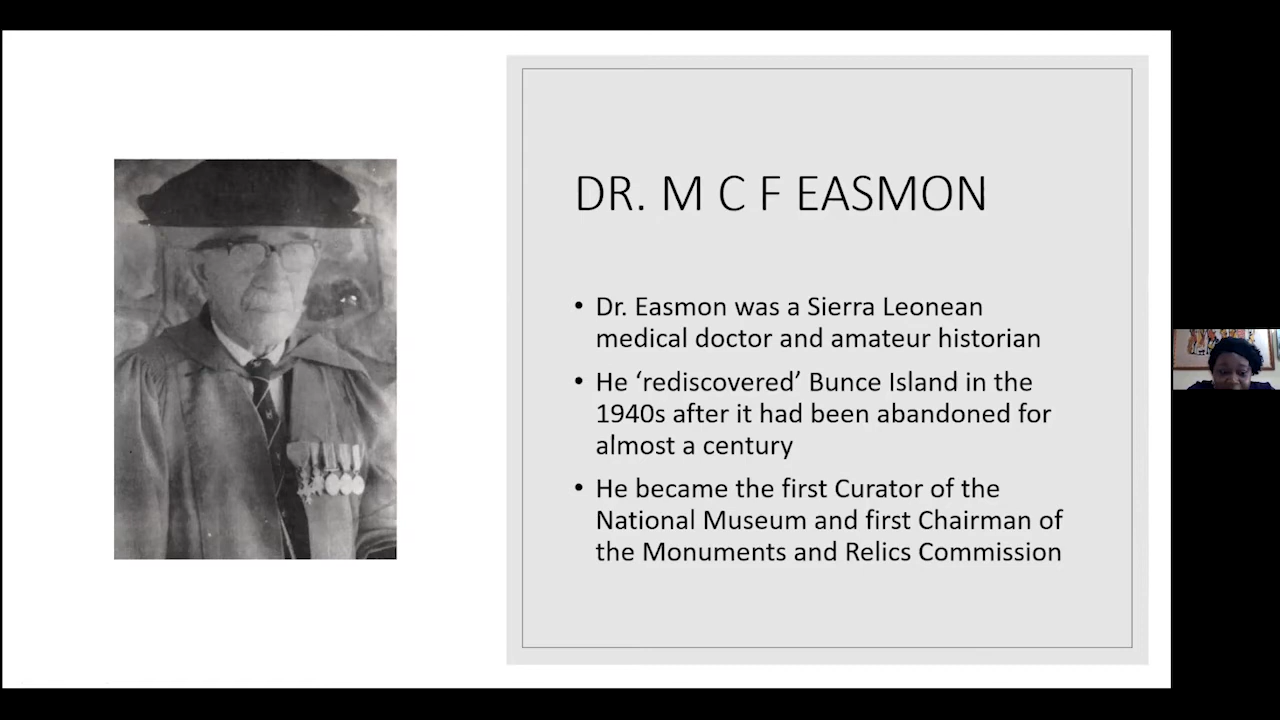 DR. M C F EASMON
• Dr. Easmon was a Sierra Leonean
medical doctor and amateur historian
• He ‘rediscovered’ Bunce Island in the
1940s after it had been abandoned for
almost a century
• He became the first Curator of the
National Museum and first Chairman of
the Monuments and Relics Commission